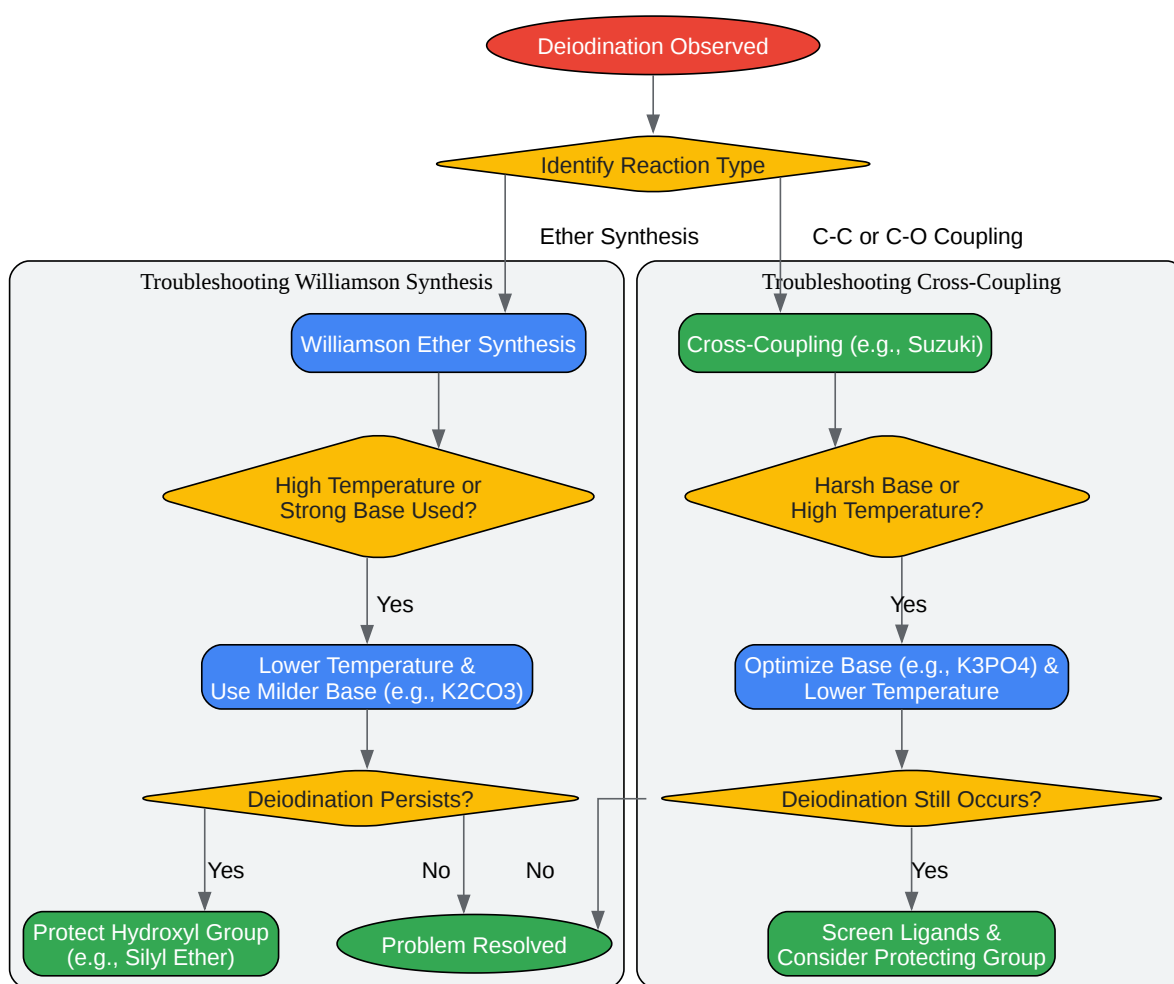 Deiodination Observed
Identify Reaction Type
Ether Synthesis
C-C or C-O Coupling
Troubleshooting Williamson Synthesis
Troubleshooting Cross-Coupling
Williamson Ether Synthesis
Cross-Coupling (e.g., Suzuki)
High Temperature or
Strong Base Used?
Harsh Base or
High Temperature?
Yes
Yes
Lower Temperature &
Use Milder Base (e.g., K2CO3)
Optimize Base (e.g., K3PO4) &
Lower Temperature
Deiodination Persists?
Deiodination Still Occurs?
Yes
No
No
Yes
Protect Hydroxyl Group
(e.g., Silyl Ether)
Problem Resolved
Screen Ligands &
Consider Protecting Group